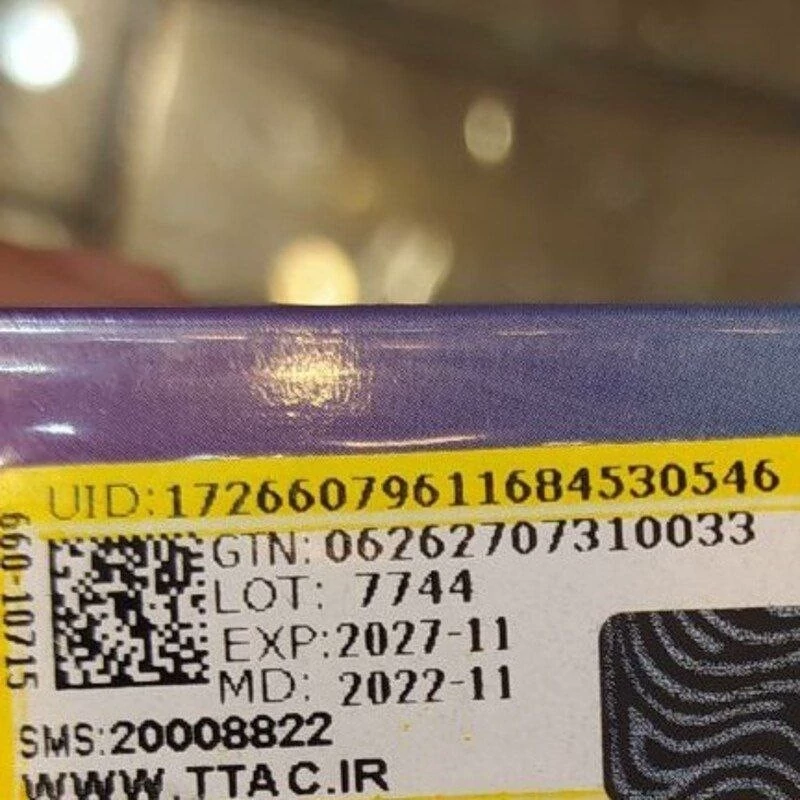 UID:17266079611684530546
GTN: 06262707310033
LOT: 7744
EXP:2027-11
MD: 2022-11
SMS:20008822
WWW.TTAC.IR
660-10715